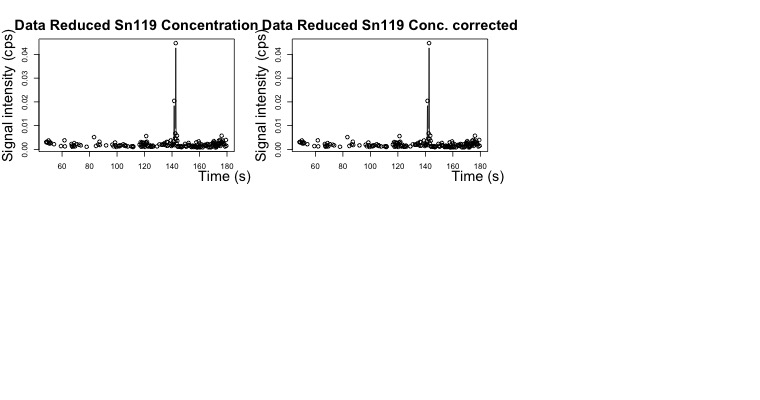 Data Reduced Sn119 Concentration
Data Reduced Sn119 Conc. corrected
Signal intensity (cps)
0.04
0.03
0.02
0.01
0.00
60 80 100 120 140 160 180
Time (s)
Signal intensity (cps)
0.04
0.03
0.02
0.01
0.00
60 80 100 120 140 160 180
Time (s)